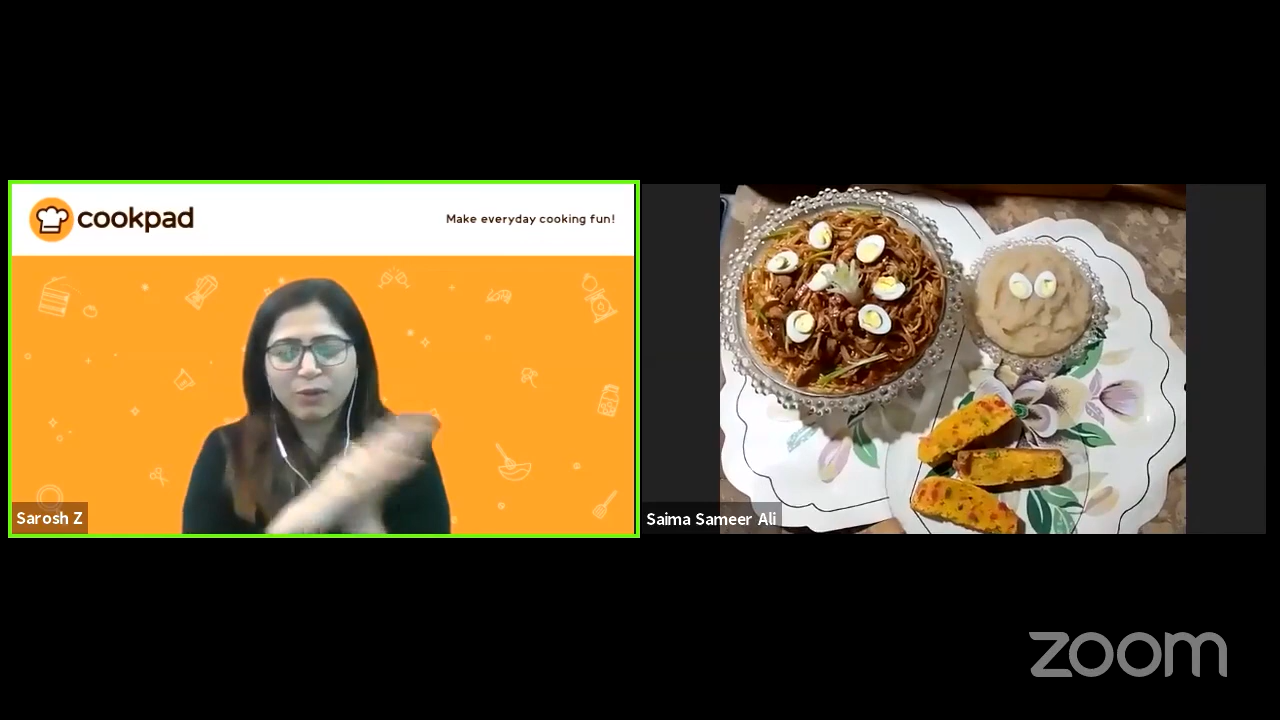 cookpad
Make everyday cooking fun!
Sarosh Z
Saima Sameer Ali
zoom